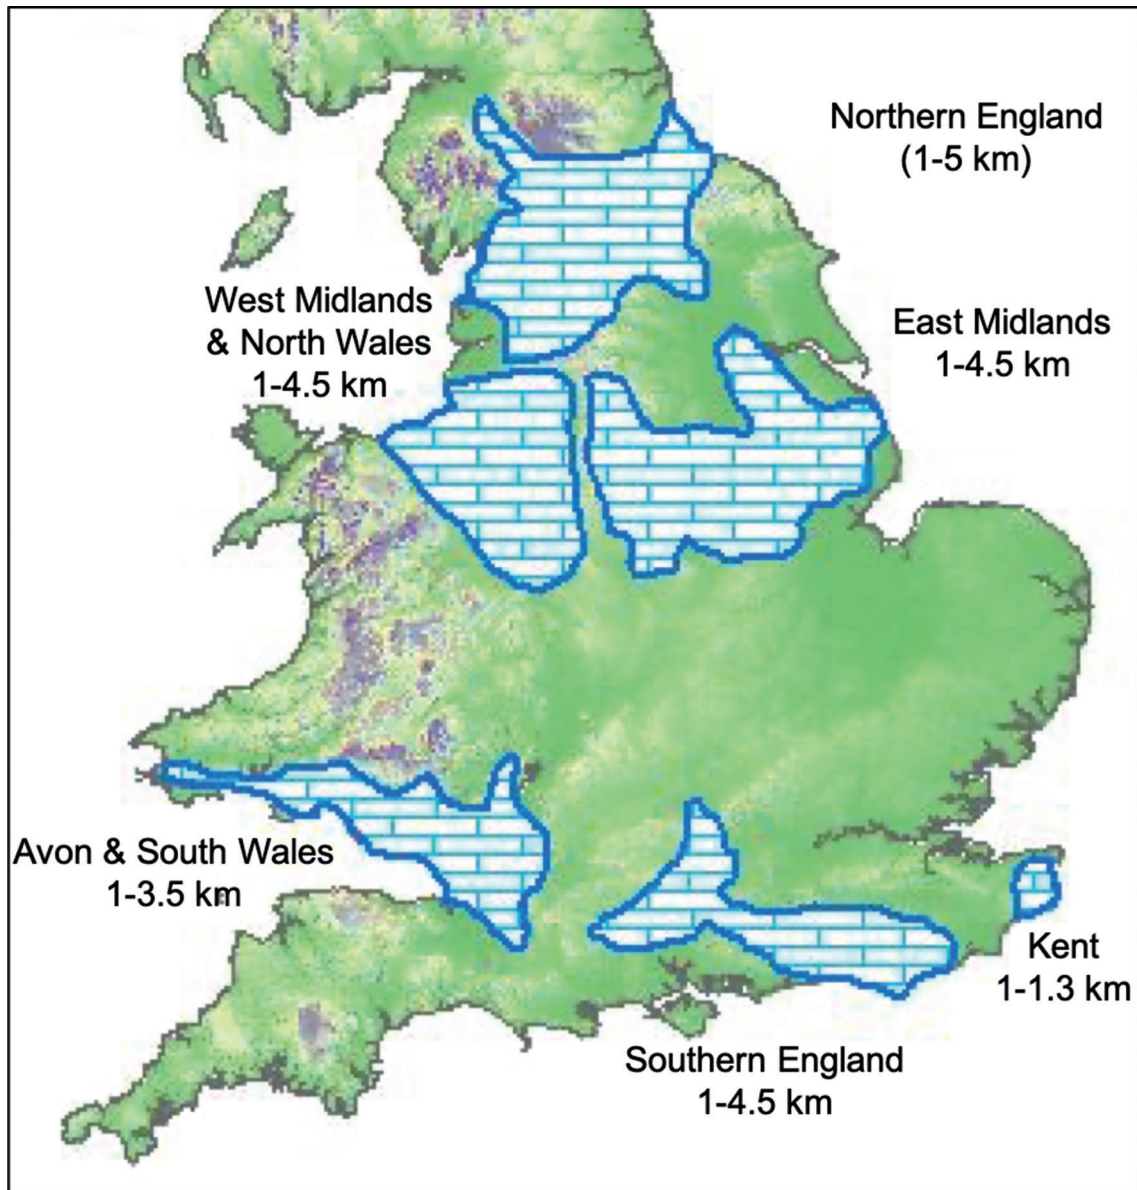 Northern England
(1-5 km)
West Midlands
& North Wales
1-4.5 km
East Midlands
1-4.5 km
Avon & South Wales
1-3.5 km
Kent
1-1.3 km
Southern England
1-4.5 km